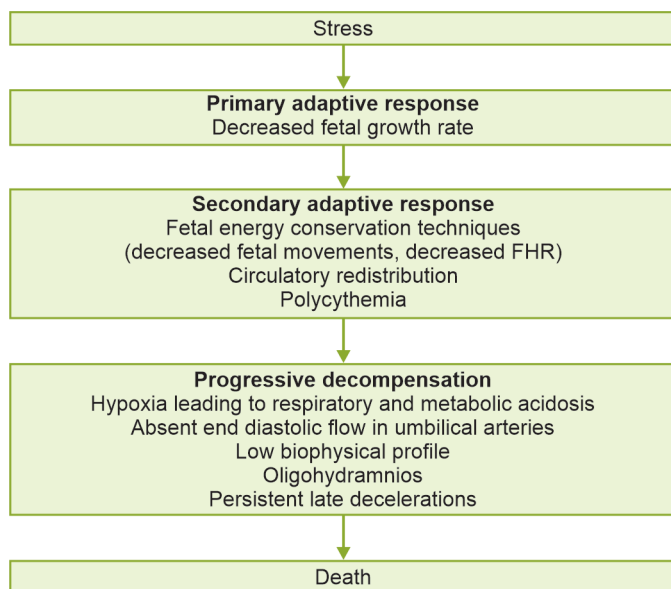 Stress
Primary adaptive response
Decreased fetal growth rate
Secondary adaptive response
Fetal energy conservation techniques
(decreased fetal movements, decreased FHR)
Circulatory redistribution
Polycythemia
Progressive decompensation
Hypoxia leading to respiratory and metabolic acidosis
Absent end diastolic flow in umbilical arteries
Low biophysical profile
Oligohydramnios
Persistent late decelerations
Death